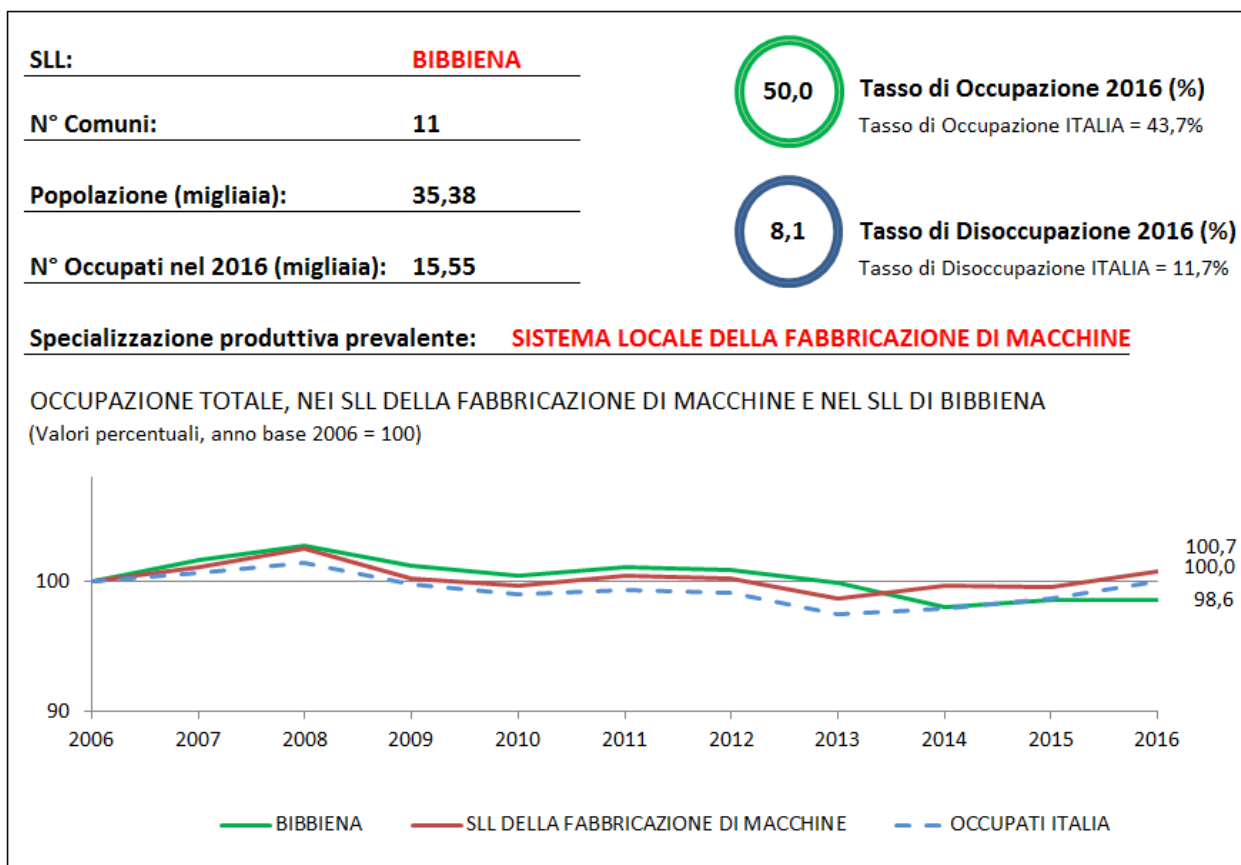 SLL: BIBBIENA
N° Comuni: 11
Popolazione (migliaia): 35,38
N° Occupati nel 2016 (migliaia): 15,55
50,0
Tasso di Occupazione 2016 (%)
Tasso di Occupazione ITALIA = 43,7%
8,1
Tasso di Disoccupazione 2016 (%)
Tasso di Disoccupazione ITALIA = 11,7%
Specializzazione produttiva prevalente: SISTEMA LOCALE DELLA FABBRICAZIONE DI MACCHINE
OCCUPAZIONE TOTALE, NEI SLL DELLA FABBRICAZIONE DI MACCHINE E NEL SLL DI BIBBIENA
(Valori percentuali, anno base 2006 = 100)
100,7
100,0
98,6
100
90
2006 2007 2008 2009 2010 2011 2012 2013 2014 2015 2016
BIBBIENA SLL DELLA FABBRICAZIONE DI MACCHINE OCCUPATI ITALIA